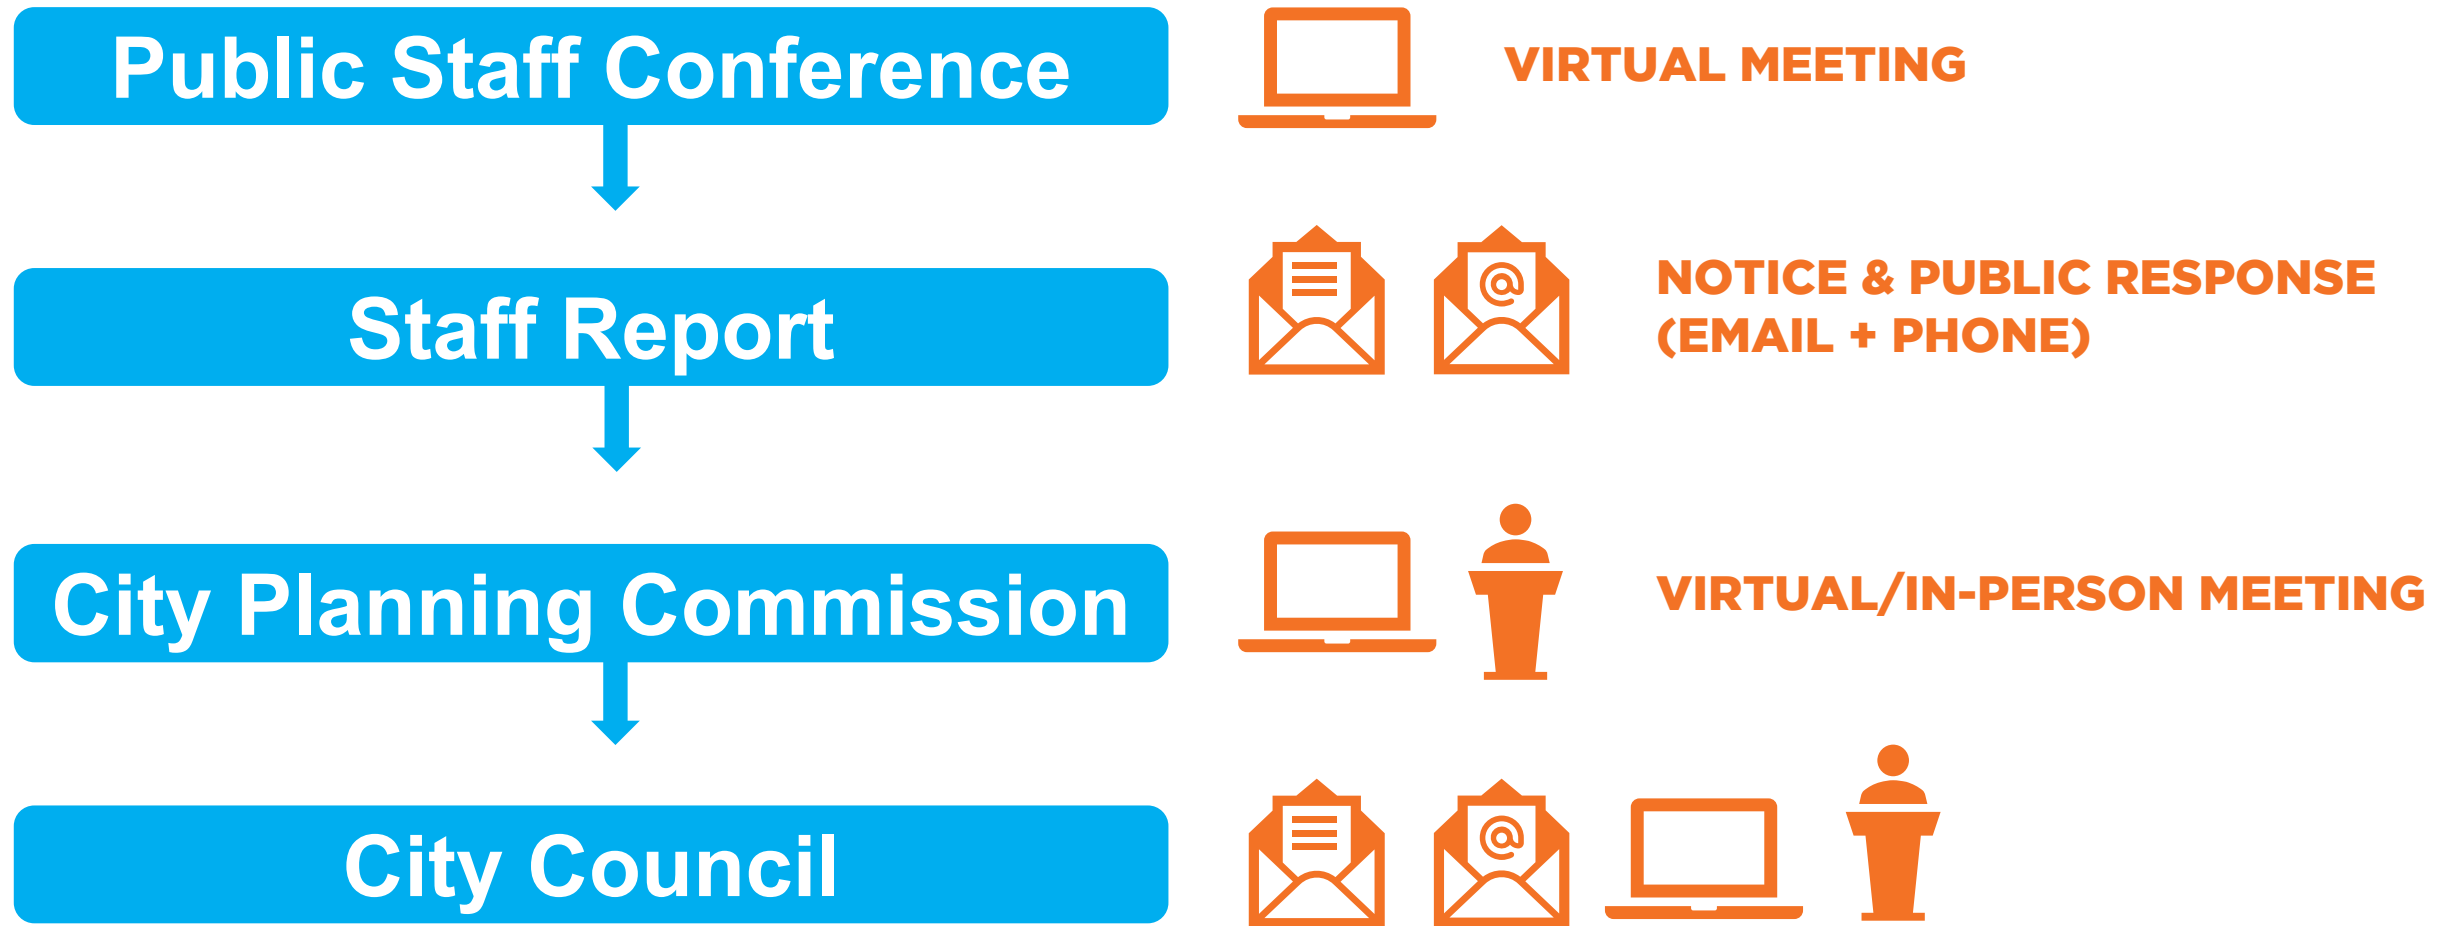 Public Staff Conference
VIRTUAL MEETING
Staff Report
NOTICE & PUBLIC RESPONSE
(EMAIL + PHONE)
City Planning Commission
VIRTUAL/IN-PERSON MEETING
City Council
@
@